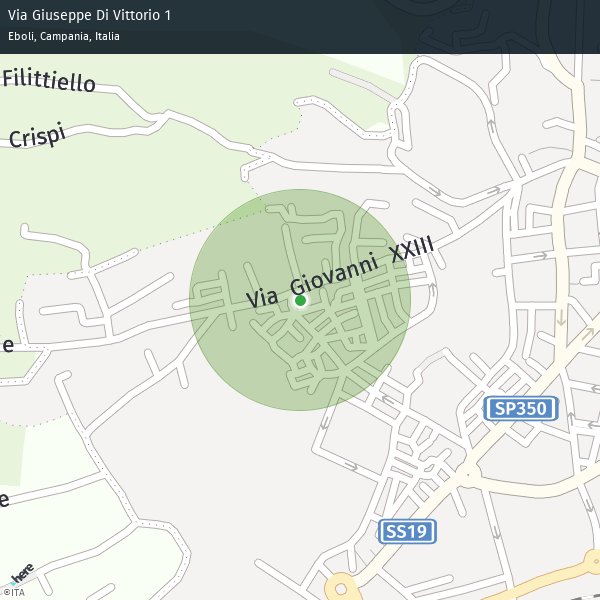 Via Giuseppe Di Vittorio 1
Eboli, Campania, Italia
Filittiello
Crispi
Via Giovanni XXIII
e
SP350
e
SS19
here
©ITA